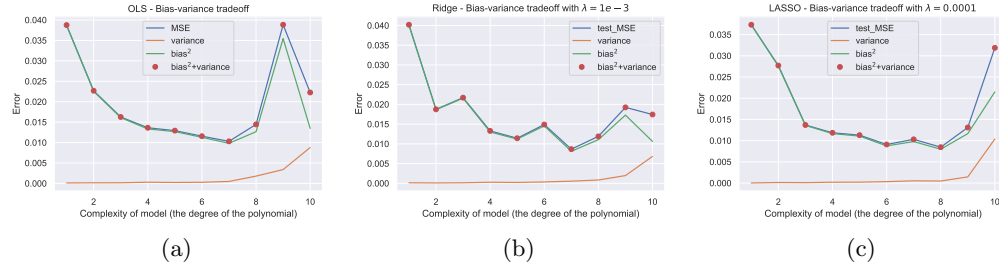 OLS - Bias-variance tradeoff
Error
0.040
0.035
0.030
0.025
0.020
0.015
0.010
0.005
0.000
MSE
variance
bias²
bias²+variance
2 4 6 8 10
Complexity of model (the degree of the polynomial)
(a)
Ridge - Bias-variance tradeoff with λ = 1e − 3
Error
0.040
0.035
0.030
0.025
0.020
0.015
0.010
0.005
0.000
test_MSE
variance
bias²
bias²+variance
2 4 6 8 10
Complexity of model (the degree of the polynomial)
(b)
LASSO - Bias-variance tradeoff with λ = 0.0001
Error
0.035
0.030
0.025
0.020
0.015
0.010
0.005
0.000
test_MSE
variance
bias²
bias²+variance
2 4 6 8 10
Complexity of model (the degree of the polynomial)
(c)